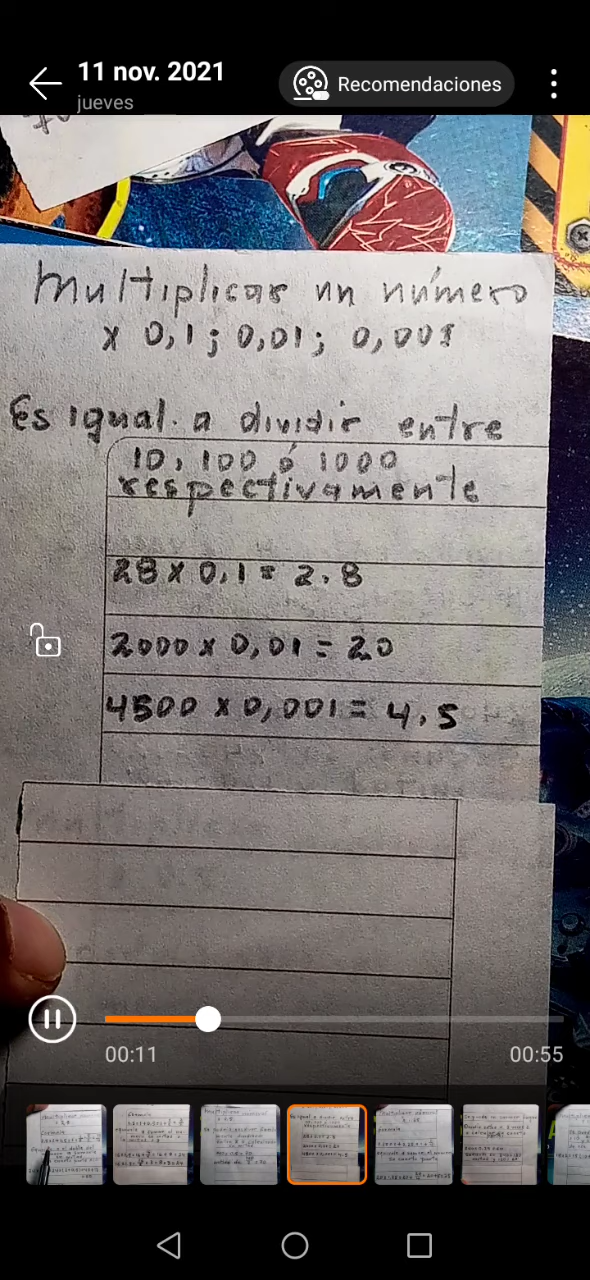 11 nov. 2021
jueves
Recomendaciones
Multiplicar un número
x 0,1; 0,01; 0,001
Es igual a dividir entre
10, 100 ó 1000
respectivamente
28 x 0,1 = 2.8
2000 x 0,01 = 20
4500 x 0,001 = 4.5
00:11
00:55